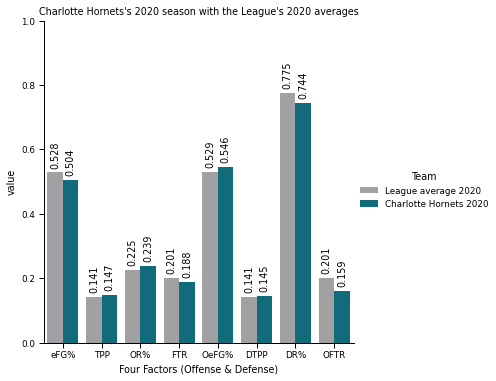 Charlotte Hornets's 2020 season with the League's 2020 averages
1.0
0.8
0.6
0.4
0.2
0.0
value
0.528
0.504
0.141
0.147
0.225
0.239
0.201
0.188
0.529
0.546
0.141
0.145
0.775
0.744
0.201
0.159
eFG%
TPP
OR%
FTR
OeFG%
DTPP
DR%
OFTR
Four Factors (Offense & Defense)
Team
League average 2020
Charlotte Hornets 2020